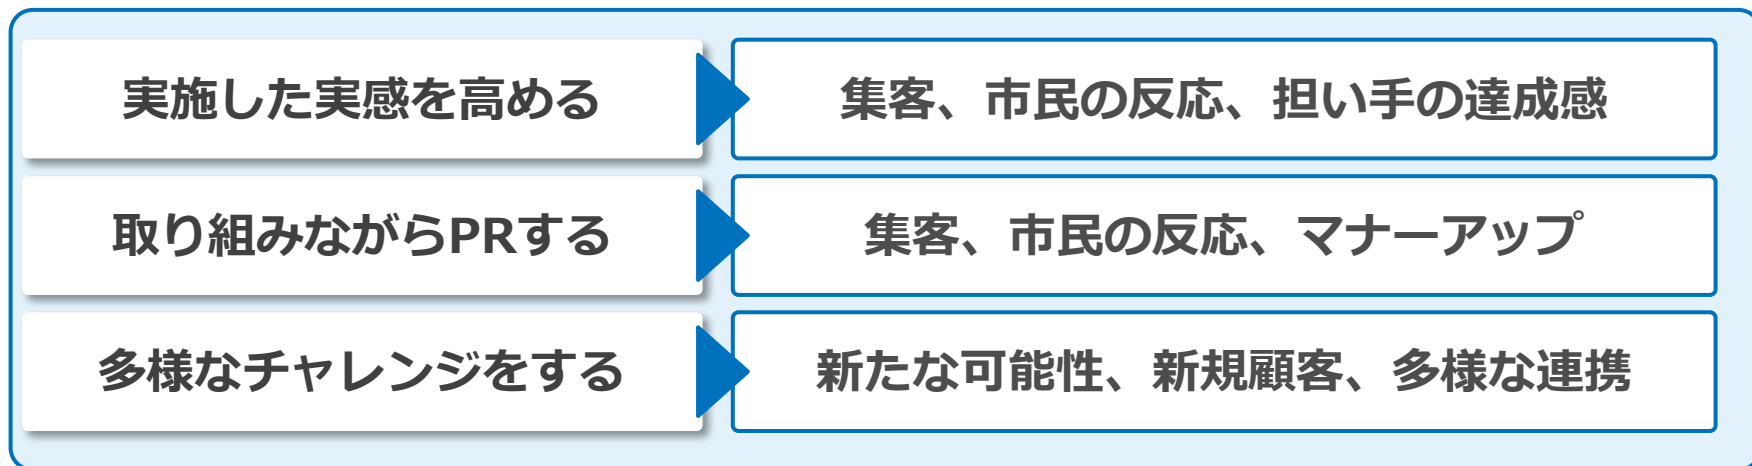 実施した実感を高める
集客、市民の反応、担い手の達成感
取り組みながらPRする
集客、市民の反応、マナーアップ
多様なチャレンジをする
新たな可能性、新規顧客、多様な連携